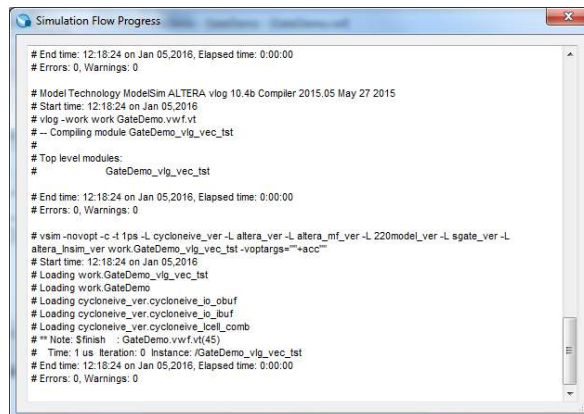 Simulation Flow Progress
# End time: 12:18:24 on Jan 05,2016, Elapsed time: 0:00:00
# Errors: 0, Warnings: 0
# Model Technology ModelSim ALTERA vlog 10.4b Compiler 2015.05 May 27 2015
# Start time: 12:18:24 on Jan 05,2016
# vlog -work work GateDemo.vwf.vt
# -- Compiling module GateDemo_vlg_vec_tst
#
# Top level modules:
# GateDemo_vlg_vec_tst
# End time: 12:18:24 on Jan 05,2016, Elapsed time: 0:00:00
# Errors: 0, Warnings: 0
# vsim -novopt -c -t 1ps -L cycloneive_ver -L altera_ver -L altera_mf_ver -L 220model_ver -L sgate_ver -L
altera_lnsim_ver work.GateDemo_vlg_vec_tst -voptargs=""+acc""
# Start time: 12:18:24 on Jan 05,2016
# Loading work.GateDemo_vlg_vec_tst
# Loading work.GateDemo
# Loading cycloneive_ver.cycloneive_io_obuf
# Loading cycloneive_ver.cycloneive_io_ibuf
# Loading cycloneive_ver.cycloneive_lcell_comb
# ** Note: $finish : GateDemo.vwf.vt(45)
# Time: 1 us Iteration: 0 Instance: /GateDemo_vlg_vec_tst
# End time: 12:18:24 on Jan 05,2016, Elapsed time: 0:00:00
# Errors: 0, Warnings: 0